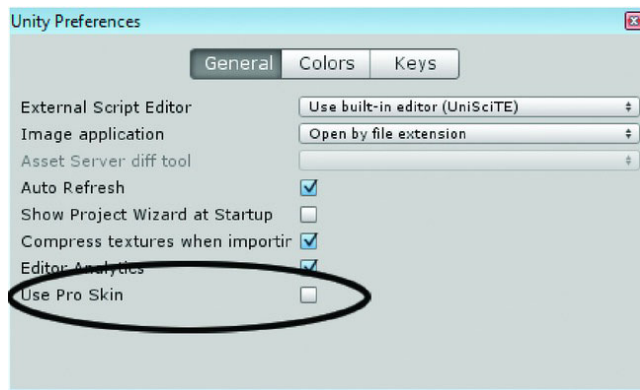 Unity Preferences
General Colors Keys
External Script Editor Use built-in editor (UniSciTE)
Image application Open by file extension
Asset Server diff tool
Auto Refresh
Show Project Wizard at Startup
Compress textures when importir
Editor Analytics
Use Pro Skin